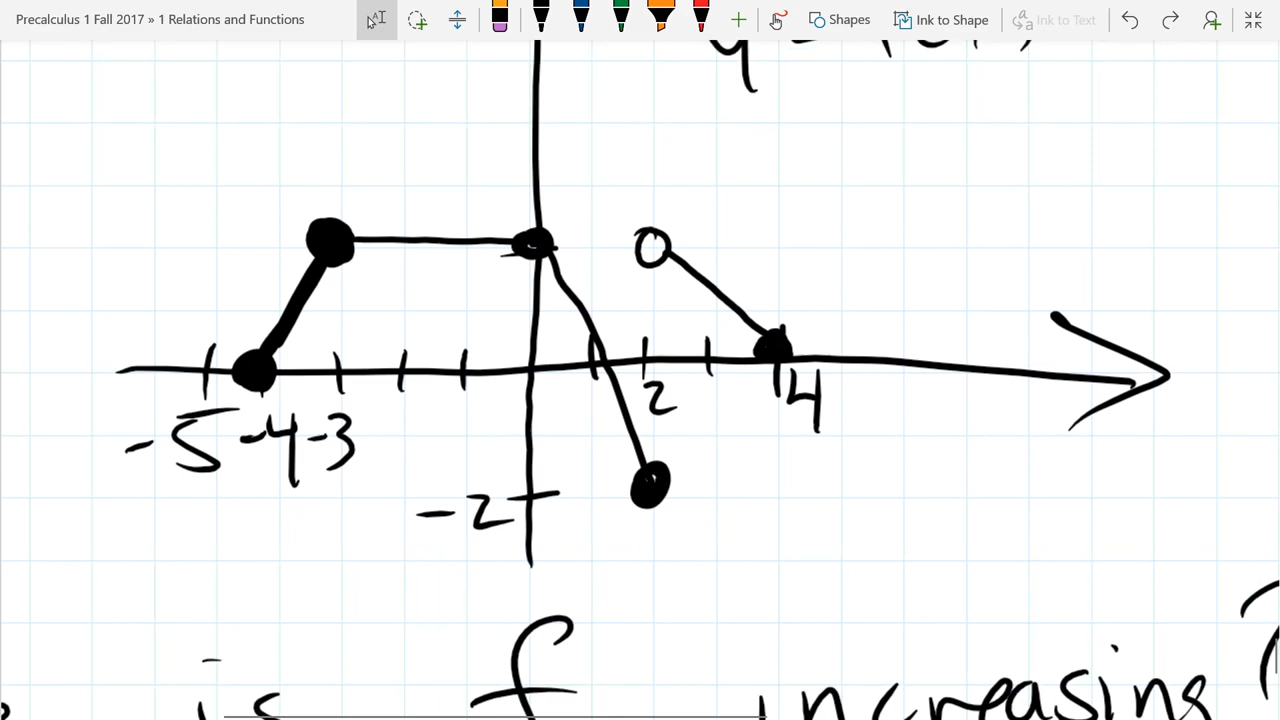 Precalculus 1 Fall 2017 » 1 Relations and Functions
Shapes
Ink to Shape
Ink to Text
2
4
-5 -4 -3
-2
is f increasing ?